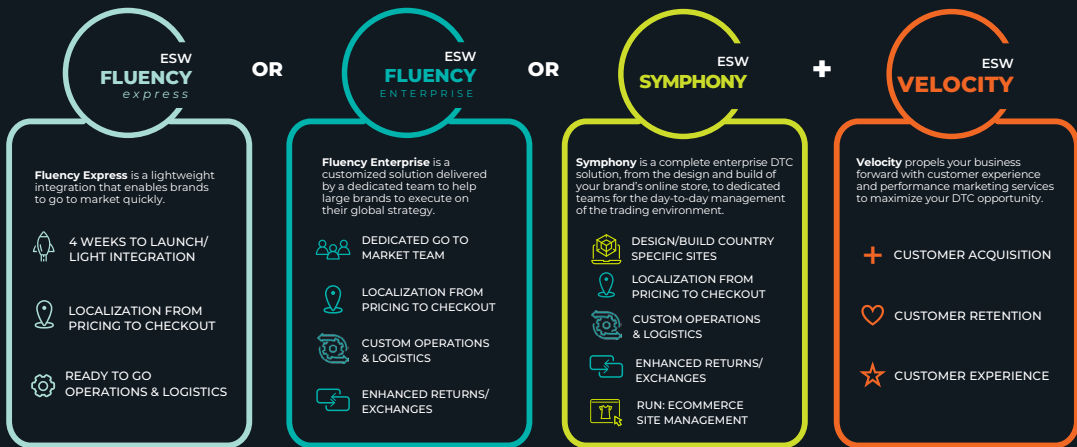 ESW
FLUENCY
express
Fluency Express is a lightweight
integration that enables brands
to go to market quickly.
4 WEEKS TO LAUNCH/
LIGHT INTEGRATION
LOCALIZATION FROM
PRICING TO CHECKOUT
READY TO GO
OPERATIONS & LOGISTICS
OR
ESW
FLUENCY
ENTERPRISE
Fluency Enterprise is a
customized solution delivered
by a dedicated team to help
large brands to execute on
their global strategy.
DEDICATED GO TO
MARKET TEAM
LOCALIZATION FROM
PRICING TO CHECKOUT
CUSTOM OPERATIONS
& LOGISTICS
ENHANCED RETURNS/
EXCHANGES
OR
ESW
SYMPHONY
Symphony is a complete enterprise DTC
solution, from the design and build of
your brand's online store, to dedicated
teams for the day-to-day management
of the trading environment.
DESIGN/BUILD COUNTRY
SPECIFIC SITES
LOCALIZATION FROM
PRICING TO CHECKOUT
CUSTOM OPERATIONS
& LOGISTICS
ENHANCED RETURNS/
EXCHANGES
RUN: ECOMMERCE
SITE MANAGEMENT
+
ESW
VELOCITY
Velocity propels your business
forward with customer experience
and performance marketing services
to maximize your DTC opportunity.
CUSTOMER ACQUISITION
CUSTOMER RETENTION
CUSTOMER EXPERIENCE